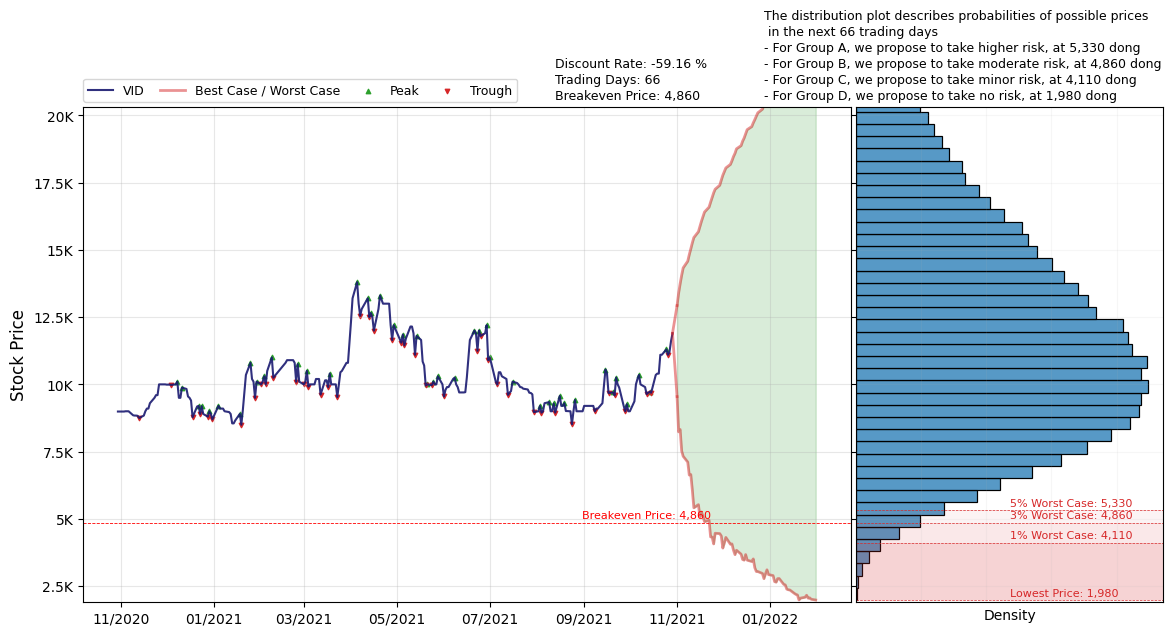 The distribution plot describes probabilities of possible prices
in the next 66 trading days
- For Group A, we propose to take higher risk, at 5,330 dong
- For Group B, we propose to take moderate risk, at 4,860 dong
- For Group C, we propose to take minor risk, at 4,110 dong
- For Group D, we propose to take no risk, at 1,980 dong
Discount Rate: -59.16 %
Trading Days: 66
Breakeven Price: 4,860
VID
Best Case / Worst Case
Peak
Trough
Stock Price
20K
17.5K
15K
12.5K
10K
7.5K
5K
2.5K
Breakeven Price: 4,860
11/2020
01/2021
03/2021
05/2021
07/2021
09/2021
11/2021
01/2022
5% Worst Case: 5,330
3% Worst Case: 4,860
1% Worst Case: 4,110
Lowest Price: 1,980
Density